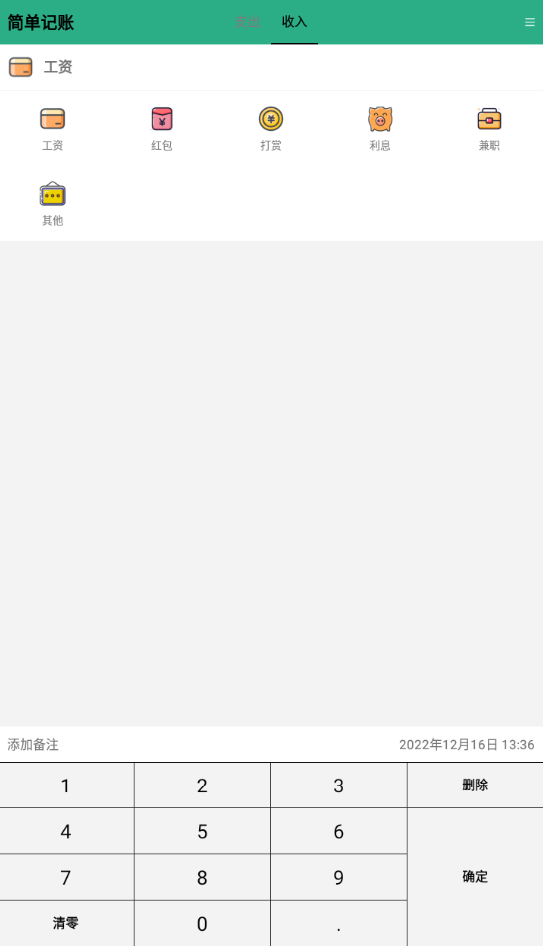 简单记账 支出 收入
工资
工资 红包 打赏 利息 兼职
其他
添加备注 2022年12月16日 13:36
1 2 3 删除
4 5 6
7 8 9 确定
清零 0 .